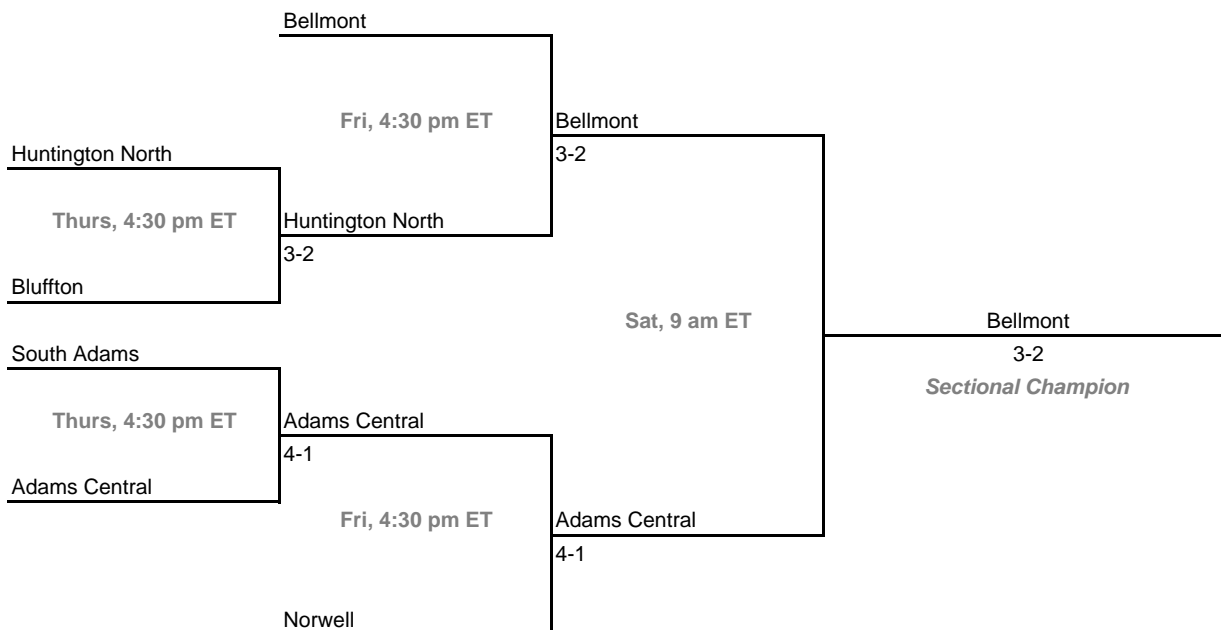 Bellmont
Fri, 4:30 pm ET
Bellmont
Huntington North
3-2
Thurs, 4:30 pm ET
Huntington North
3-2
Bluffton
Sat, 9 am ET
Bellmont
South Adams
3-2
Sectional Champion
Thurs, 4:30 pm ET
Adams Central
4-1
Adams Central
Fri, 4:30 pm ET
Adams Central
4-1
Norwell